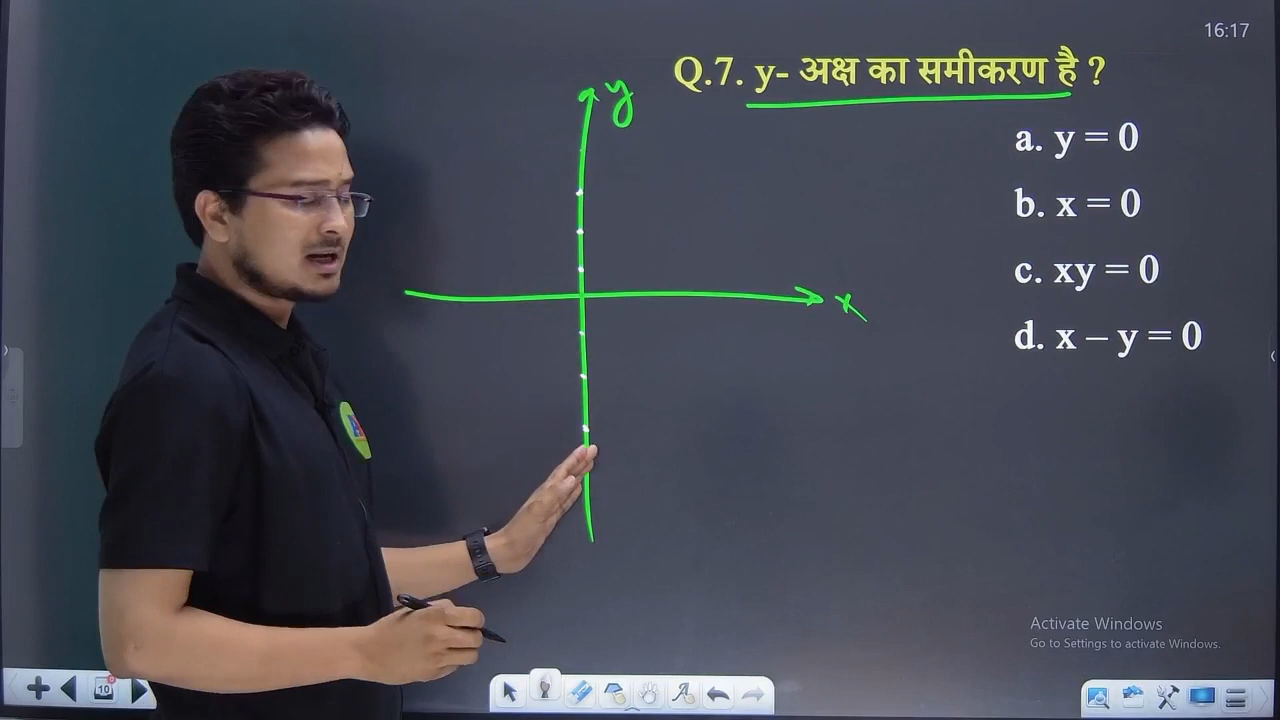 16:17
Q.7. y- अक्ष का समीकरण है ?
y
a. y = 0
b. x = 0
c. xy = 0
x
d. x – y = 0
Activate Windows
Go to Settings to activate Windows.
10